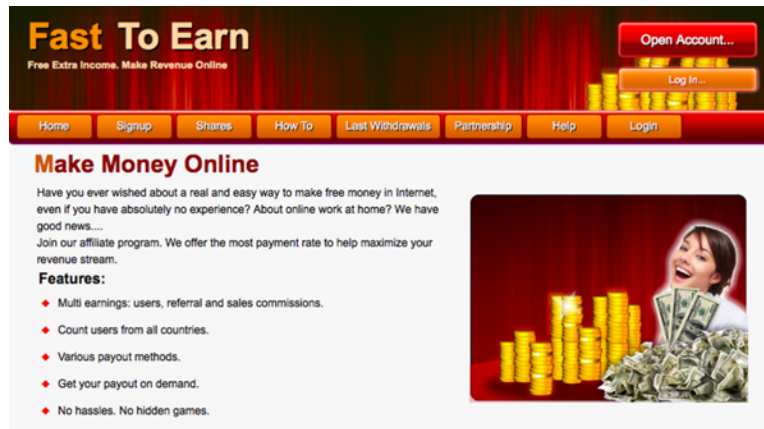 Fast To Earn
Free Extra Income. Make Revenue Online
Open Account...
Log In...
Home Signup Shares How To Last Withdrawals Partnership Help Login
Make Money Online
Have you ever wished about a real and easy way to make free money in Internet,
even if you have absolutely no experience? About online work at home? We have
good news....
Join our affiliate program. We offer the most payment rate to help maximize your
revenue stream.
Features:
Multi earnings: users, referral and sales commissions.
Count users from all countries.
Various payout methods.
Get your payout on demand.
No hassles. No hidden games.